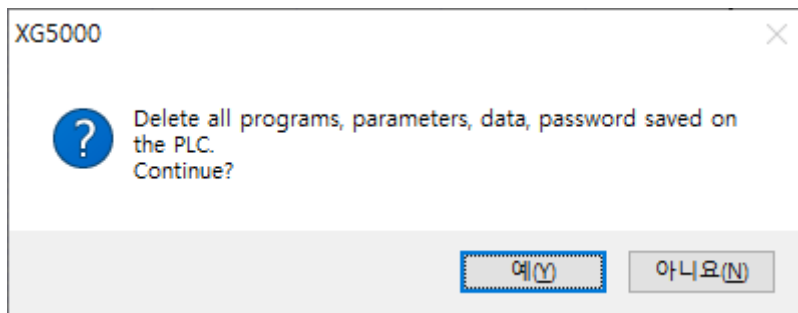 XG5000
Delete all programs, parameters, data, password saved on
the PLC.
Continue?
예(Y)
아니요(N)